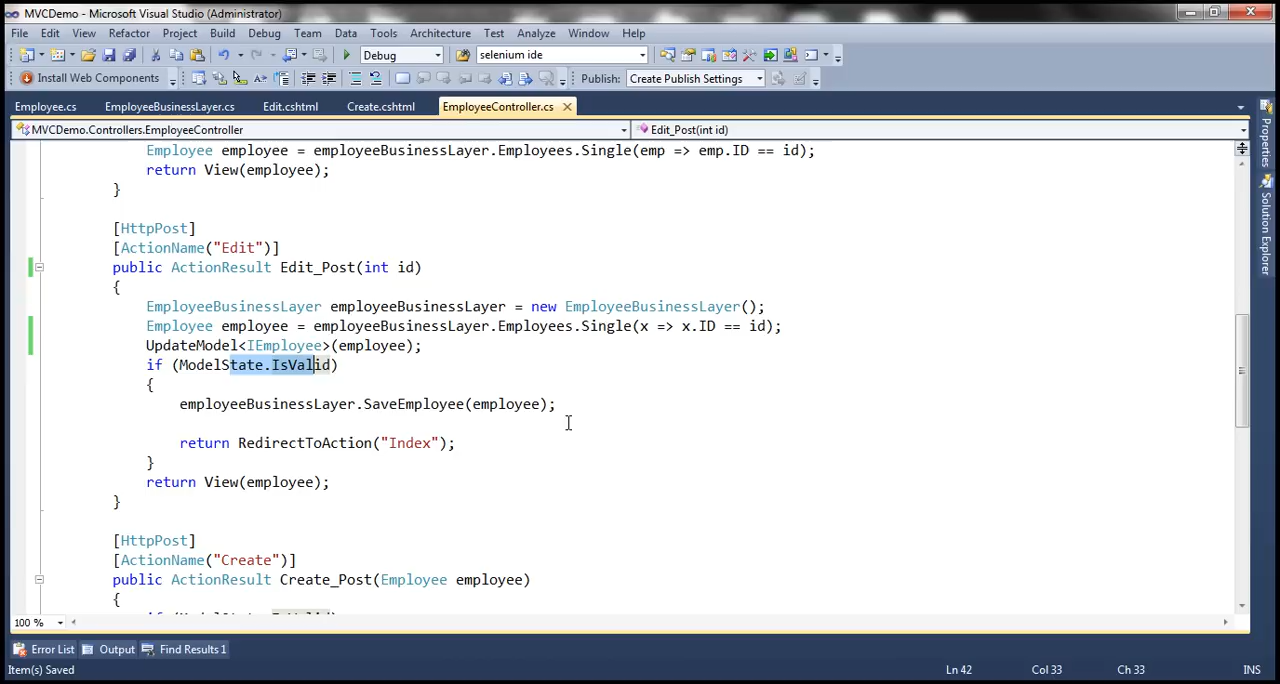 MVCDemo - Microsoft Visual Studio (Administrator)
File Edit View Refactor Project Build Debug Team Data Tools Architecture Test Analyze Window Help
Debug selenium ide
Install Web Components Publish: Create Publish Settings
Employee.cs EmployeeBusinessLayer.cs Edit.cshtml Create.cshtml EmployeeController.cs
MVCDemo.Controllers.EmployeeController Edit_Post(int id)
Employee employee = employeeBusinessLayer.Employees.Single(emp => emp.ID == id);
return View(employee);
}
[HttpPost]
[ActionName("Edit")]
public ActionResult Edit_Post(int id)
{
EmployeeBusinessLayer employeeBusinessLayer = new EmployeeBusinessLayer();
Employee employee = employeeBusinessLayer.Employees.Single(x => x.ID == id);
UpdateModel<IEmployee>(employee);
if (ModelState.IsValid)
{
employeeBusinessLayer.SaveEmployee(employee);
return RedirectToAction("Index");
}
return View(employee);
}
[HttpPost]
[ActionName("Create")]
public ActionResult Create_Post(Employee employee)
{
if (ModelState.IsValid)
100 %
Error List Output Find Results 1
Item(s) Saved Ln 42 Col 33 Ch 33 INS
Properties
Solution Explorer